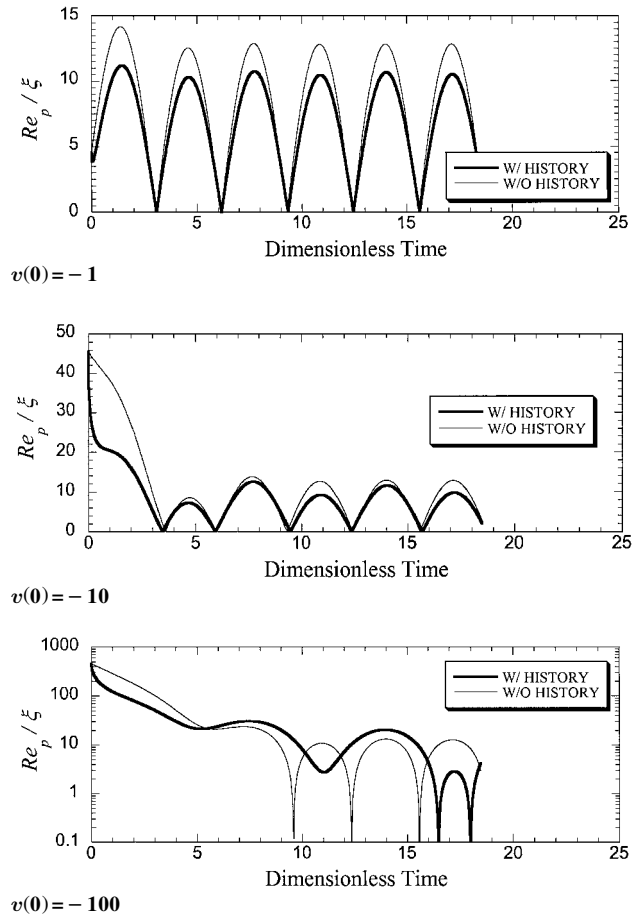 15
10
5
0
Re_p / ξ
W/ HISTORY
W/O HISTORY
0 5 10 15 20 25
Dimensionless Time
v(0) = − 1
50
40
30
20
10
0
Re_p / ξ
W/ HISTORY
W/O HISTORY
0 5 10 15 20 25
Dimensionless Time
v(0) = − 10
1000
100
10
1
0.1
Re_p / ξ
W/ HISTORY
W/O HISTORY
0 5 10 15 20 25
Dimensionless Time
v(0) = − 100